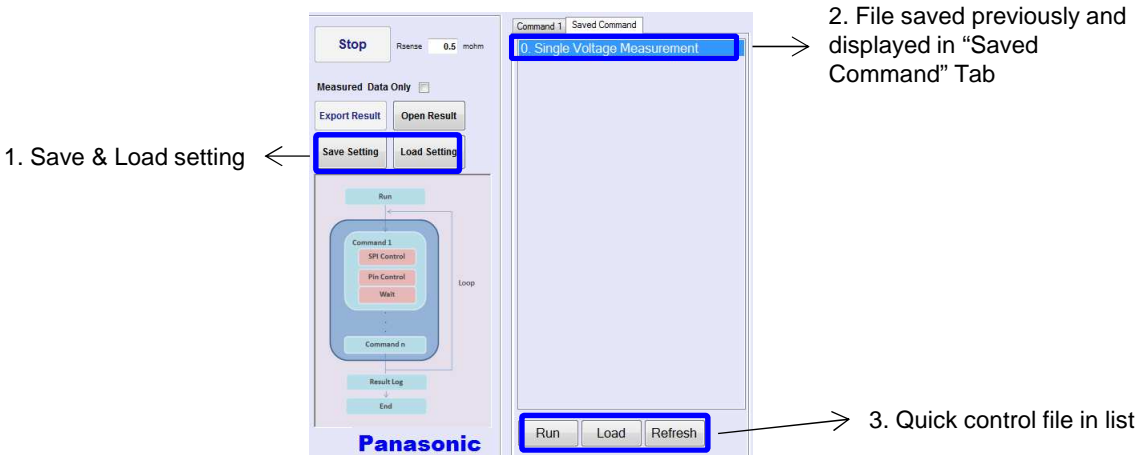 1. Save & Load setting
Stop
Rsense 0.5 mohm
Measured Data Only
Export Result Open Result
Save Setting Load Setting
Run
Command 1
SPI Control
Pin Control
Wait
Loop
.
.
.
Command n
Result Log
End
Panasonic
Command 1 Saved Command
0. Single Voltage Measurement
Run Load Refresh
2. File saved previously and
displayed in “Saved
Command” Tab
3. Quick control file in list